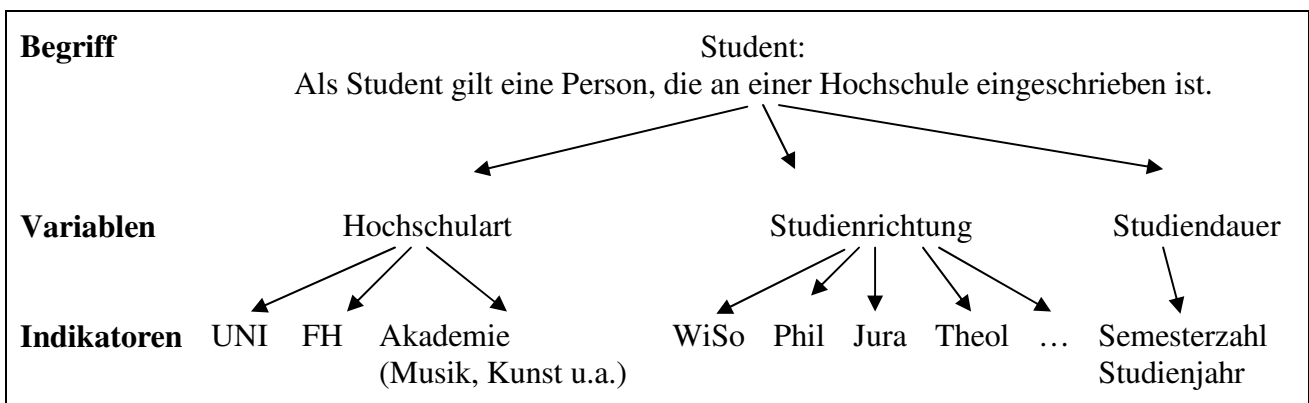 Begriff Student:
Als Student gilt eine Person, die an einer Hochschule eingeschrieben ist.
Variablen Hochschulart Studienrichtung Studiendauer
Indikatoren UNI FH Akademie WiSo Phil Jura Theol … Semesterzahl
(Musik, Kunst u.a.) Studienjahr